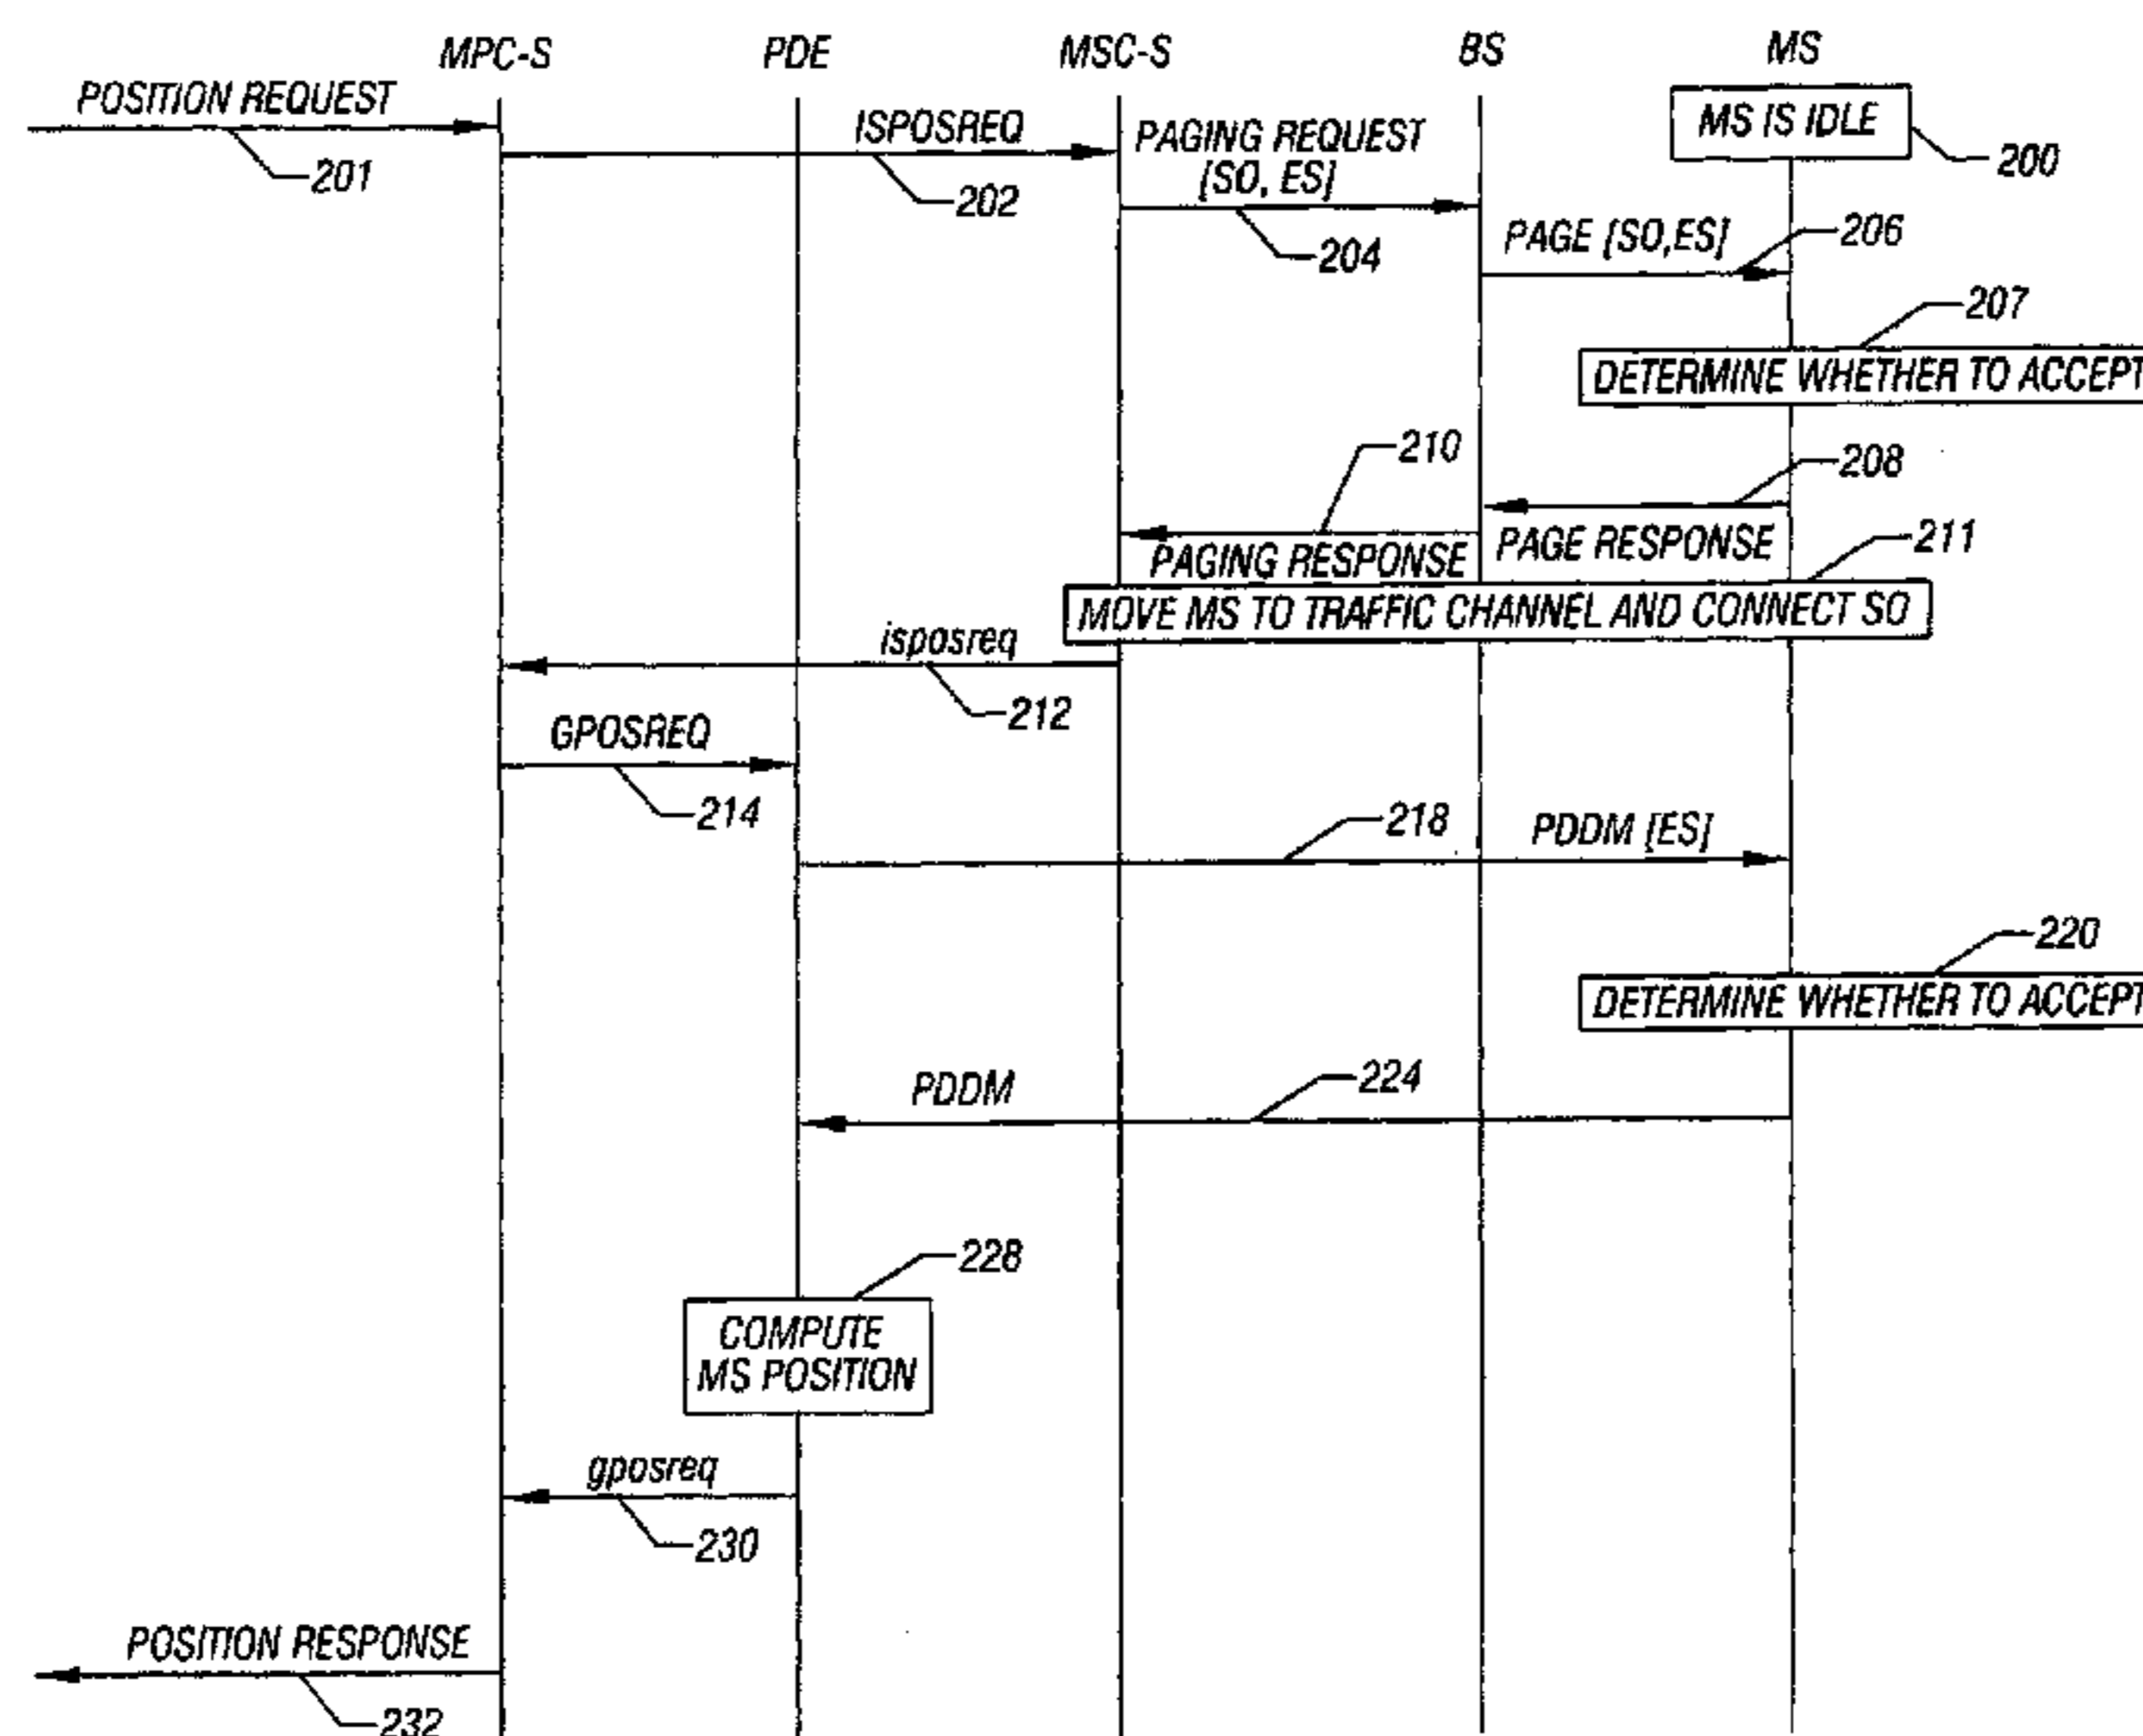 MPC-S PDE MSC-S BS MS
POSITION REQUEST
201
ISPOSREQ
202
PAGING REQUEST
[SO, ES]
204
MS IS IDLE
200
PAGE [SO,ES]
206
207
DETERMINE WHETHER TO ACCEPT
210
208
PAGING RESPONSE
PAGE RESPONSE
211
MOVE MS TO TRAFFIC CHANNEL AND CONNECT SO
isposreq
212
GPOSREQ
214
218
PDDM [ES]
220
DETERMINE WHETHER TO ACCEPT
PDDM
224
228
COMPUTE
MS POSITION
gposreq
230
POSITION RESPONSE
232